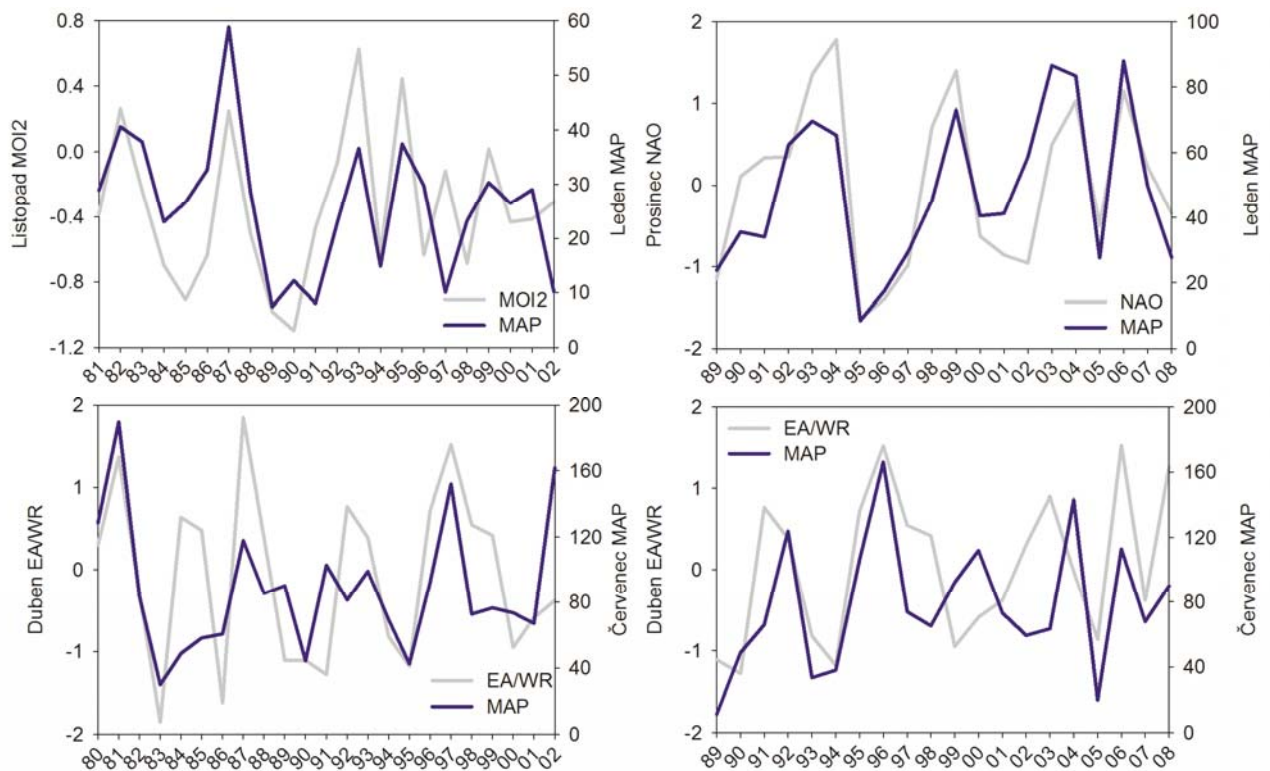 0.8
0.4
0.0
-0.4
-0.8
-1.2
Listopad MOI2
60
50
40
30
20
10
0
Leden MAP
MOI2
MAP
81 82 83 84 85 86 87 88 89 90 91 92 93 94 95 96 97 98 99 00 01 02
2
1
0
-1
-2
Prosinec NAO
100
80
60
40
20
0
Leden MAP
NAO
MAP
89 90 91 92 93 94 95 96 97 98 99 00 01 02 03 04 05 06 07 08
2
1
0
-1
-2
Duben EA/WR
200
160
120
80
40
0
Červenec MAP
EA/WR
MAP
80 81 82 83 84 85 86 87 88 89 90 91 92 93 94 95 96 97 98 99 00 01 02
2
1
0
-1
-2
Duben EA/WR
200
160
120
80
40
0
Červenec MAP
EA/WR
MAP
89 90 91 92 93 94 95 96 97 98 99 00 01 02 03 04 05 06 07 08